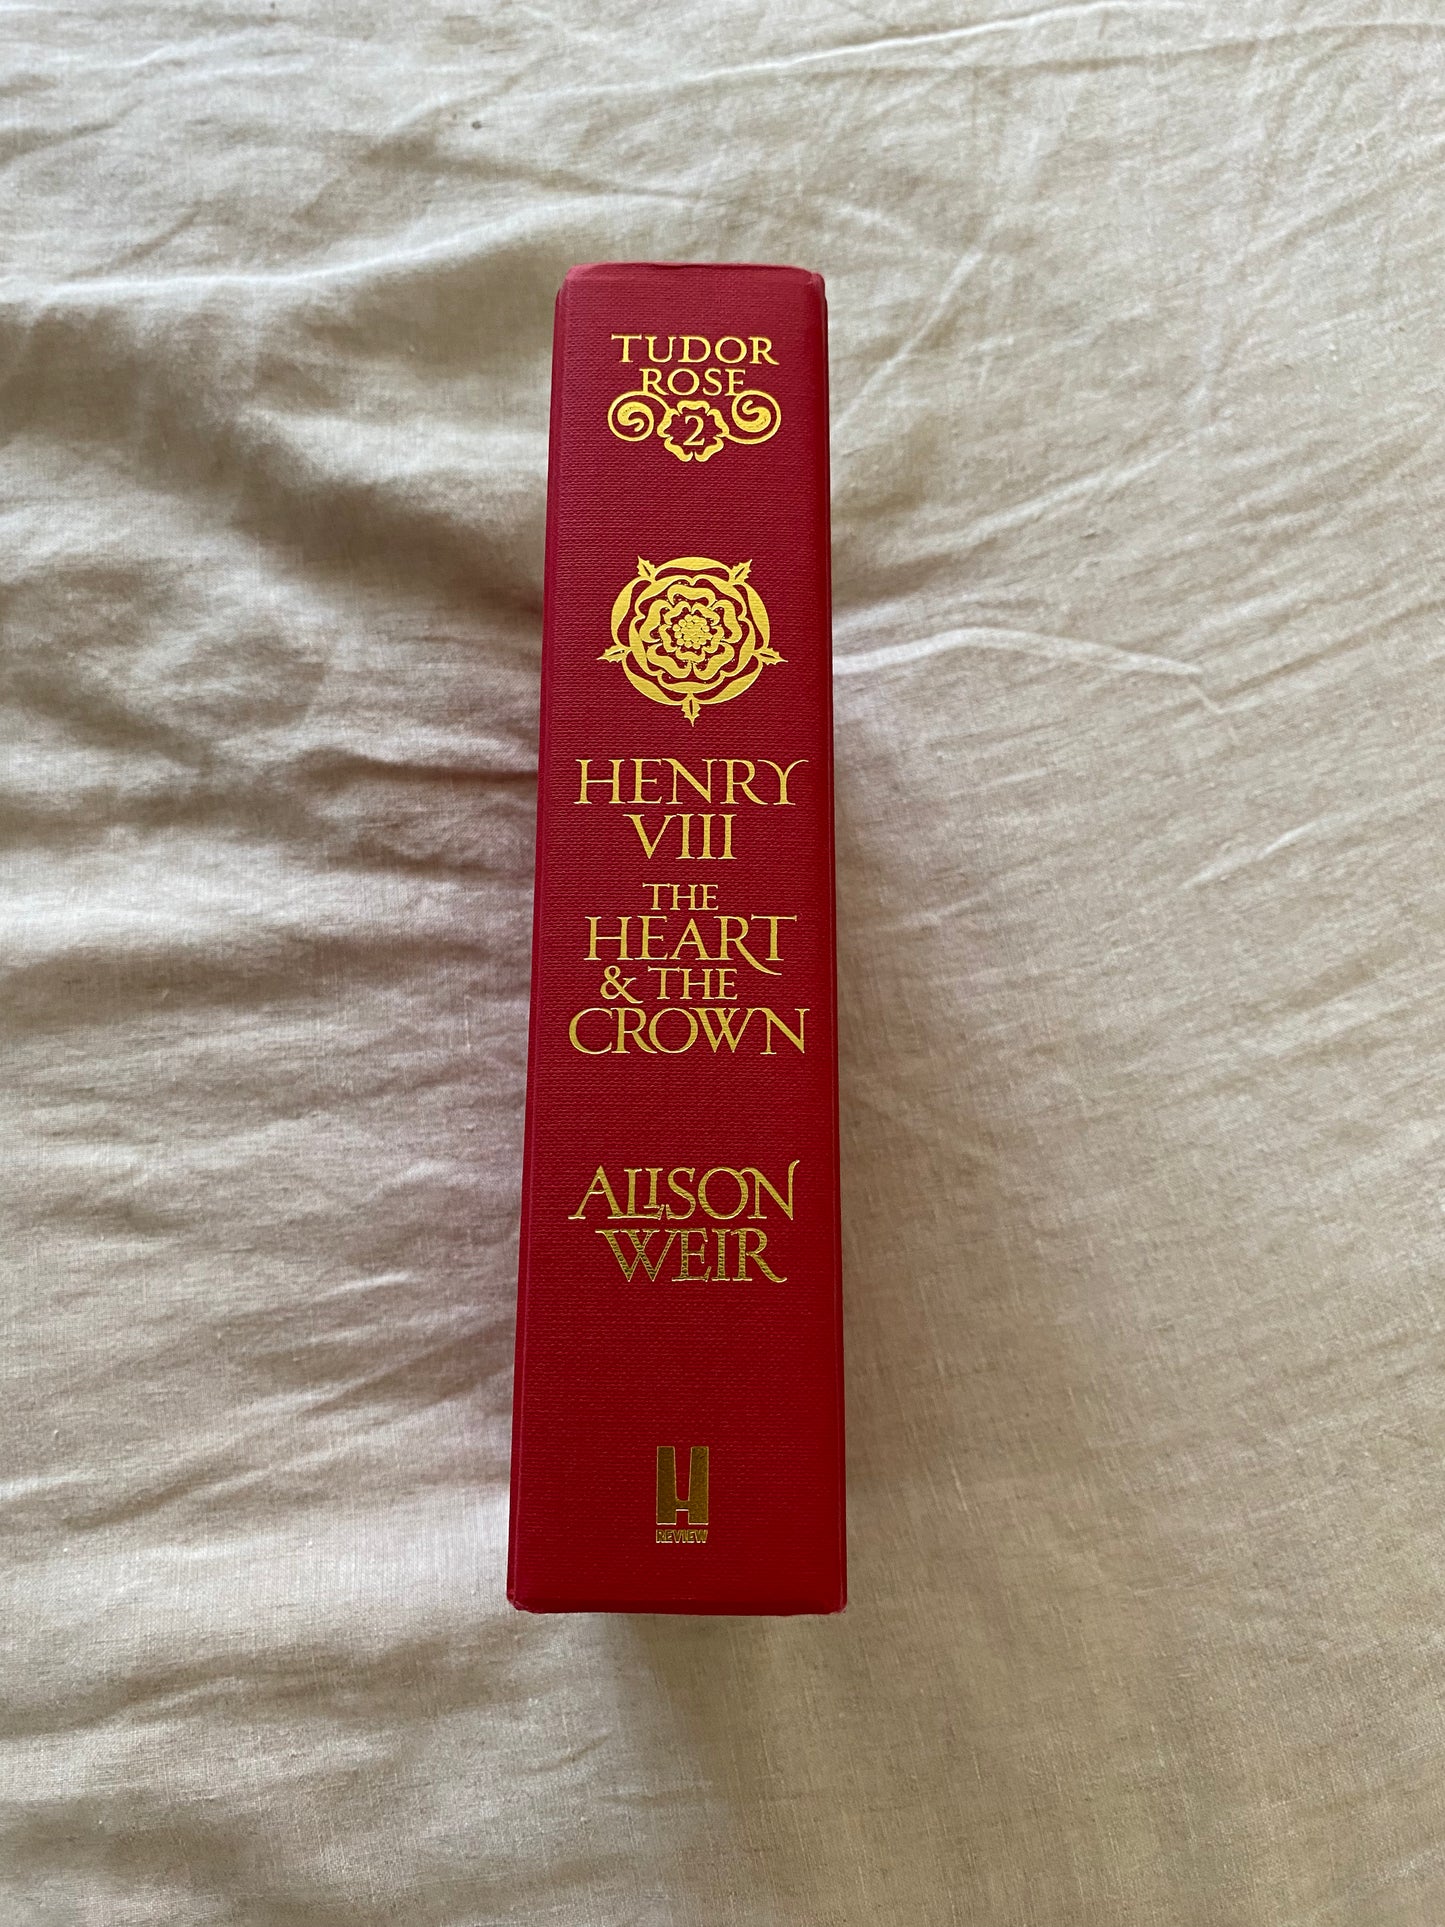 TUDOR
ROSE
2
HENRY
VIII
THE
HEART
& THE
CROWN
ALISON
WEIR
H
REVIEW